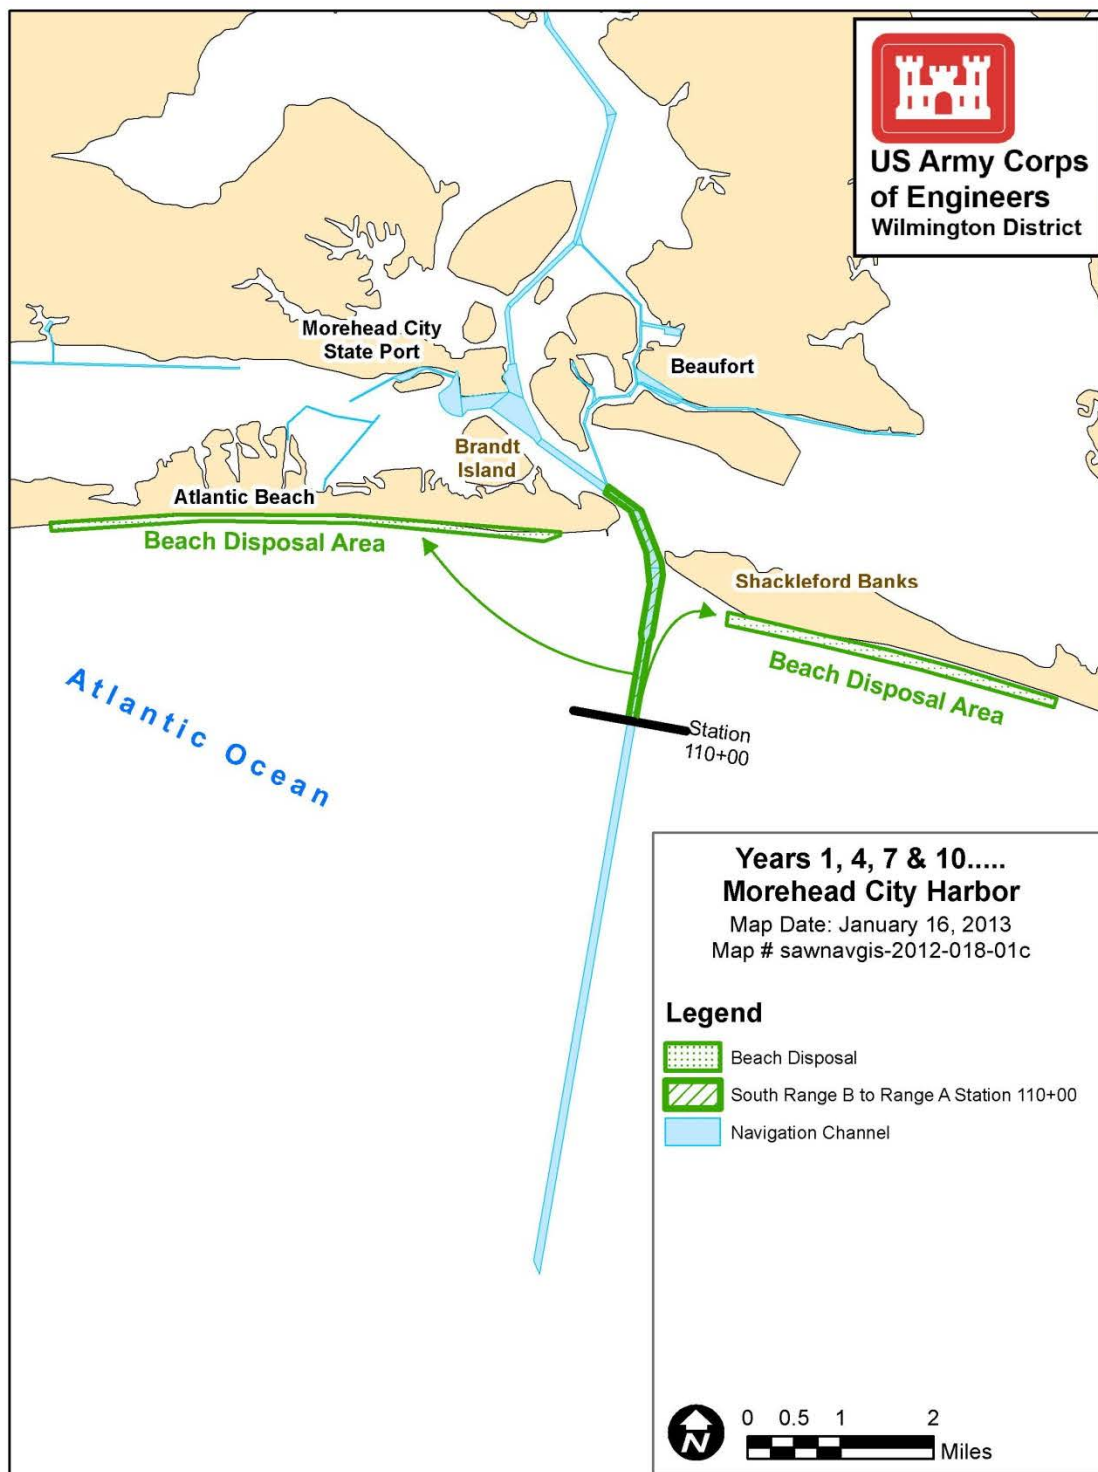 US Army Corps
of Engineers
Wilmington District
Morehead City
State Port
Beaufort
Brandt
Island
Atlantic Beach
Beach Disposal Area
Shackleford Banks
Beach Disposal Area
Atlantic Ocean
Station
110+00
Years 1, 4, 7 & 10.....
Morehead City Harbor
Map Date: January 16, 2013
Map # sawnavgis-2012-018-01c
Legend
Beach Disposal
South Range B to Range A Station 110+00
Navigation Channel
N
0 0.5 1 2
Miles